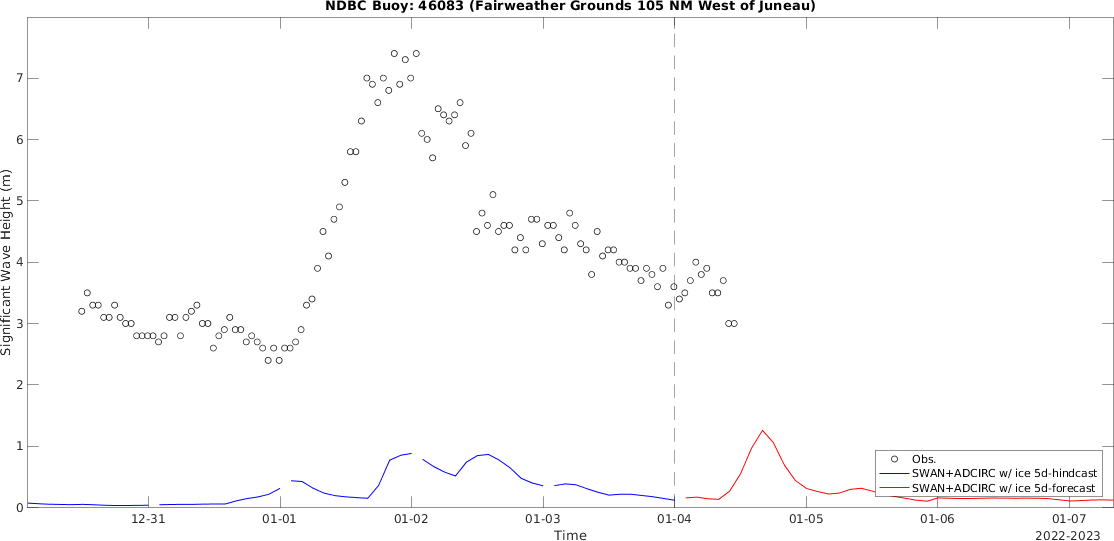 NDBC Buoy: 46083 (Fairweather Grounds 105 NM West of Juneau)
Significant Wave Height (m)
7
6
5
4
3
2
1
0
Obs.
SWAN+ADCIRC w/ ice 5d-hindcast
SWAN+ADCIRC w/ ice 5d-forecast
12-31 01-01 01-02 01-03 01-04 01-05 01-06 01-07
Time
2022-2023